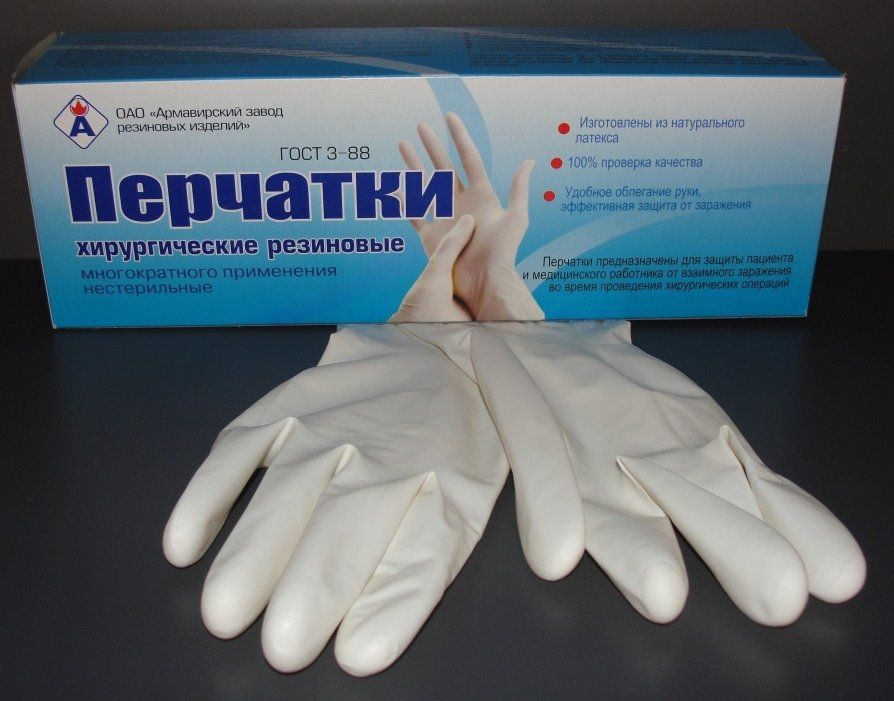 А
ОАО «Армавирский завод
резиновых изделий»
ГОСТ 3-88
Перчатки
хирургические резиновые
многократного применения
нестерильные
Изготовлены из натурального
латекса
100% проверка качества
Удобное облегание руки,
эффективная защита от заражения
Перчатки предназначены для защиты пациента
и медицинского работника от взаимного заражения
во время проведения хирургических операций